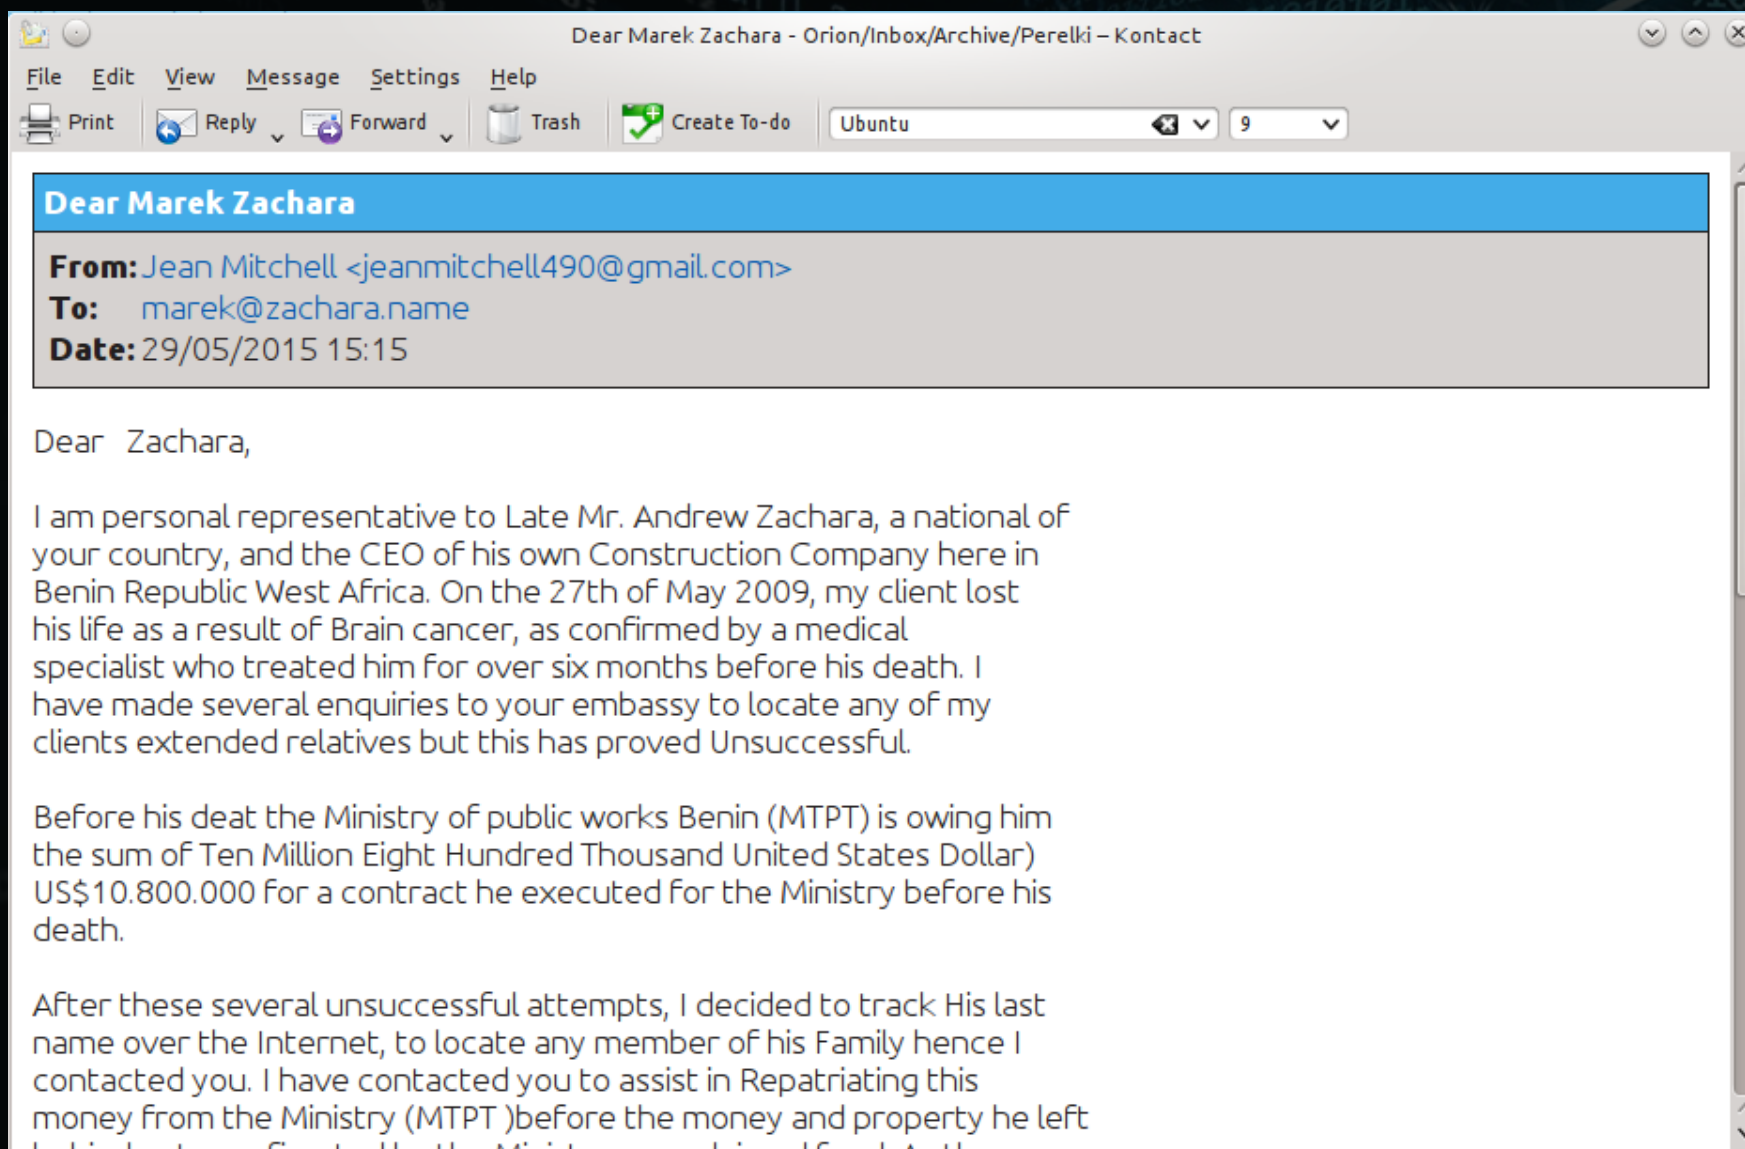 Dear Marek Zachara - Orion/Inbox/Archive/Perelki – Kontact
File Edit View Message Settings Help
Print Reply Forward Trash Create To-do Ubuntu 9
Dear Marek Zachara
From: Jean Mitchell <jeanmitchell490@gmail.com>
To: marek@zachara.name
Date: 29/05/2015 15:15
Dear Zachara,
I am personal representative to Late Mr. Andrew Zachara, a national of
your country, and the CEO of his own Construction Company here in
Benin Republic West Africa. On the 27th of May 2009, my client lost
his life as a result of Brain cancer, as confirmed by a medical
specialist who treated him for over six months before his death. I
have made several enquiries to your embassy to locate any of my
clients extended relatives but this has proved Unsuccessful.
Before his deat the Ministry of public works Benin (MTPT) is owing him
the sum of Ten Million Eight Hundred Thousand United States Dollar)
US$10.800.000 for a contract he executed for the Ministry before his
death.
After these several unsuccessful attempts, I decided to track His last
name over the Internet, to locate any member of his Family hence I
contacted you. I have contacted you to assist in Repatriating this
money from the Ministry (MTPT )before the money and property he left